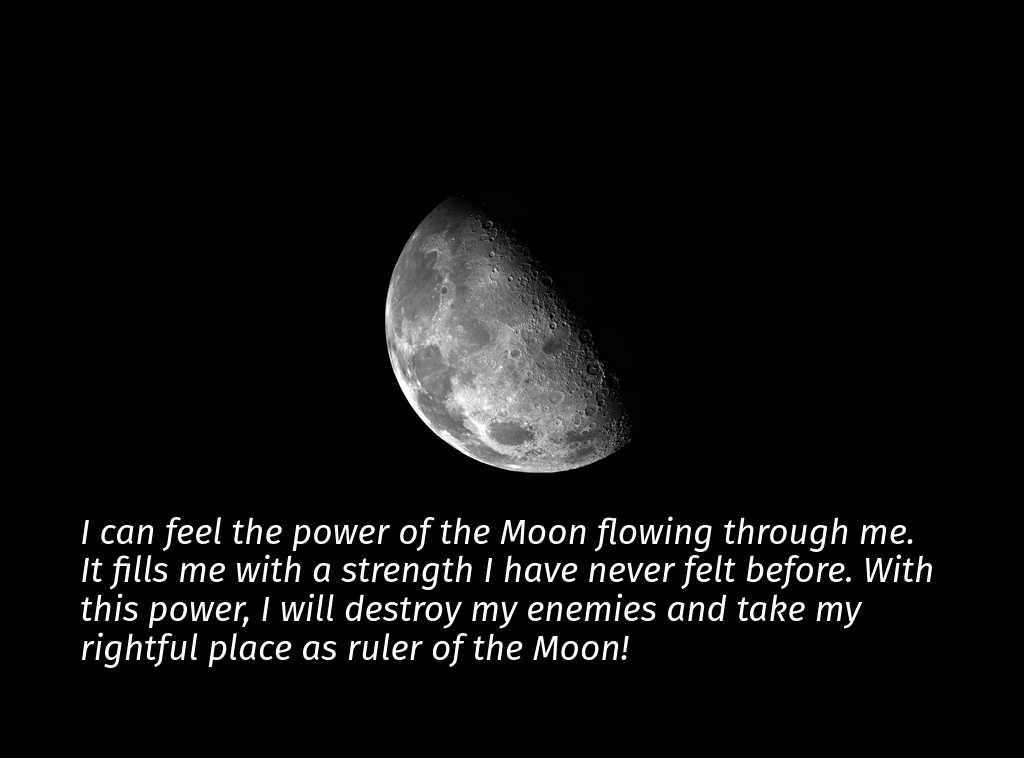 I can feel the power of the Moon flowing through me.
It fills me with a strength I have never felt before. With
this power, I will destroy my enemies and take my
rightful place as ruler of the Moon!